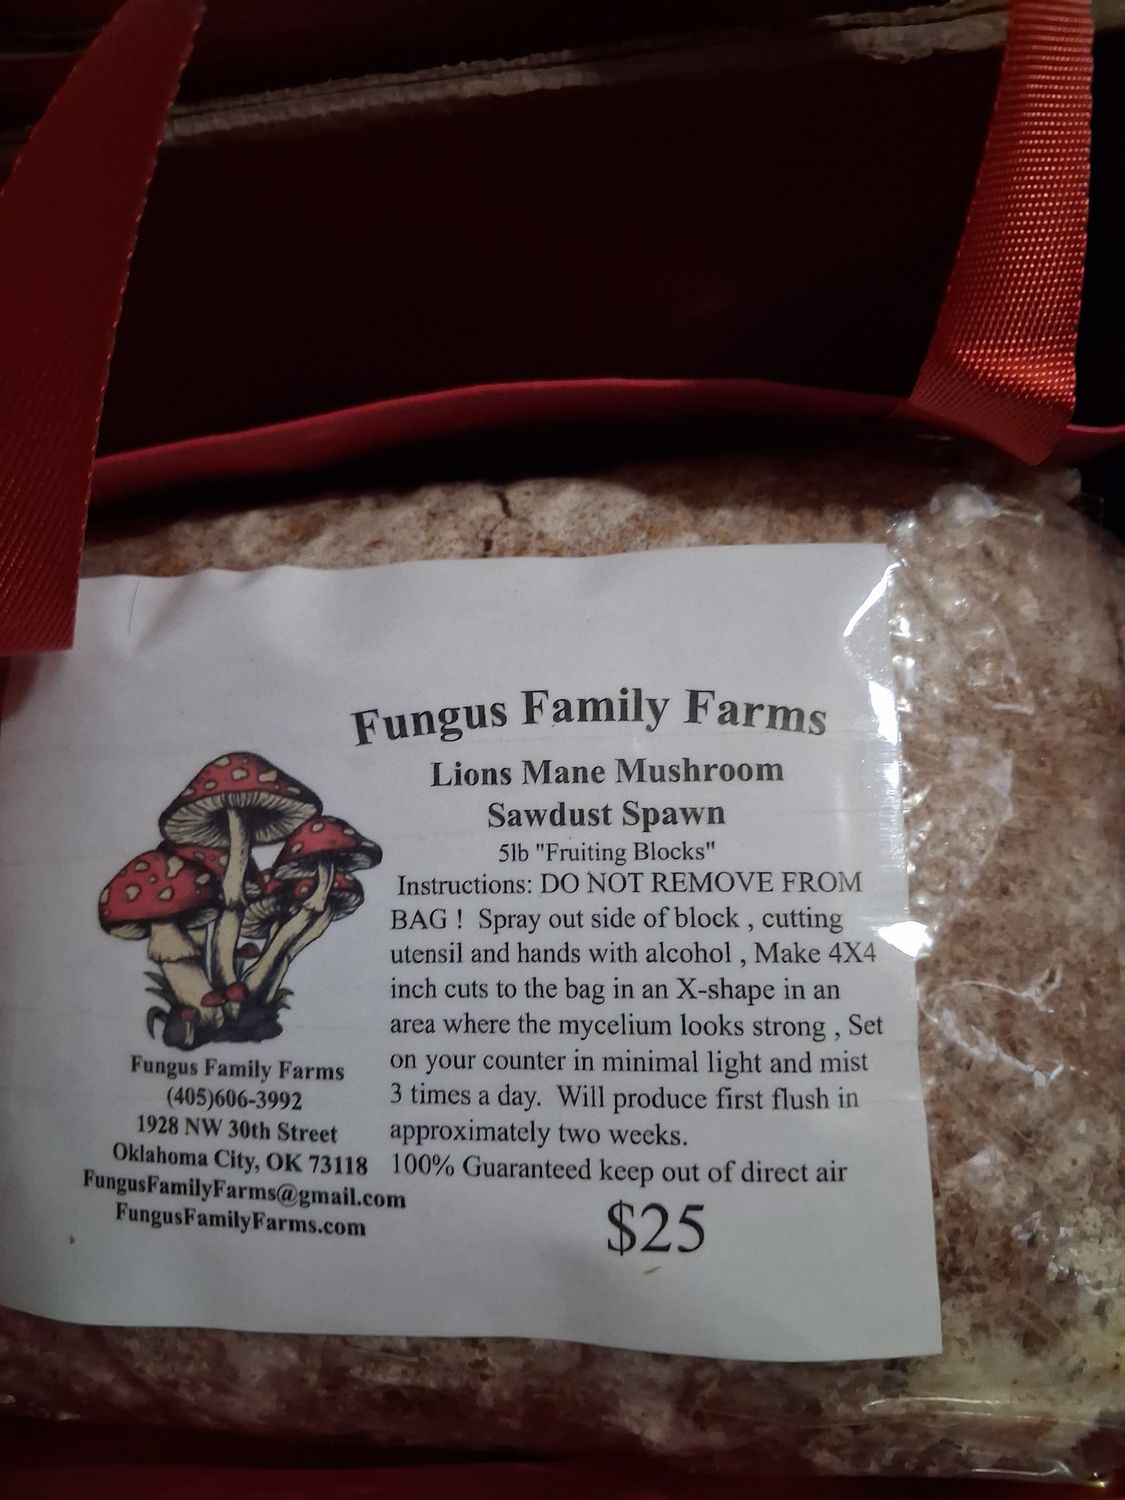 Fungus Family Farms
Lions Mane Mushroom
Sawdust Spawn
5lb "Fruiting Blocks"
Instructions: DO NOT REMOVE FROM
BAG ! Spray out side of block , cutting
utensil and hands with alcohol , Make 4X4
inch cuts to the bag in an X-shape in an
area where the mycelium looks strong , Set
on your counter in minimal light and mist
3 times a day. Will produce first flush in
approximately two weeks.
100% Guaranteed keep out of direct air
$25
Fungus Family Farms
(405)606-3992
1928 NW 30th Street
Oklahoma City, OK 73118
FungusFamilyFarms@gmail.com
FungusFamilyFarms.com